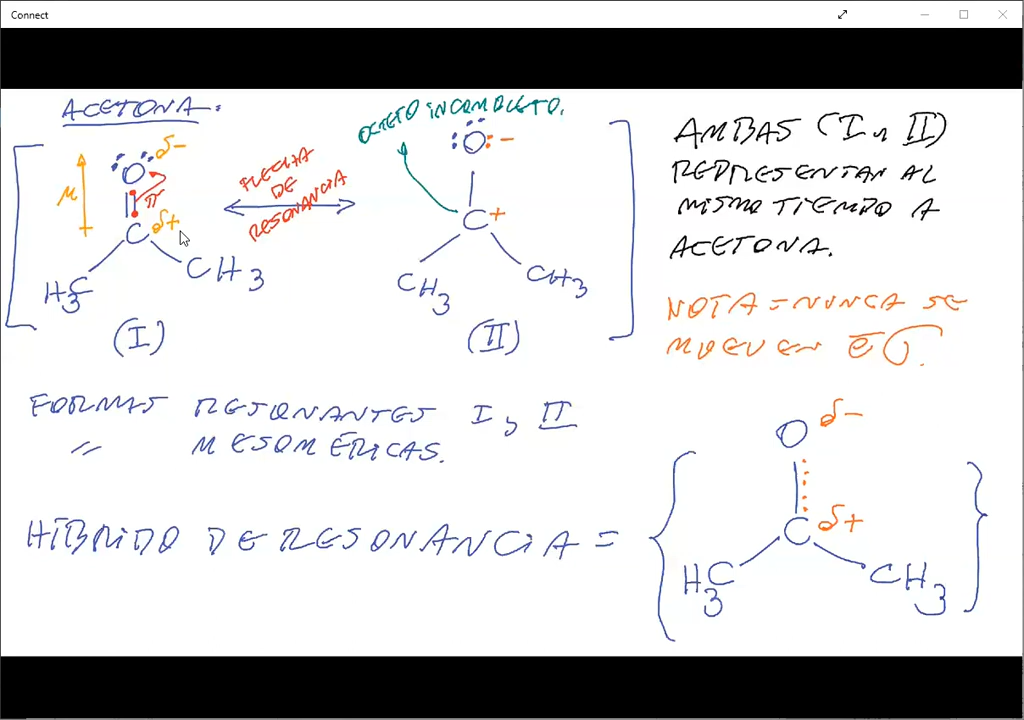 Connect
ACETONA:
OCTETO INCOMPLETO.
μ
O δ-
π
C δ+
H3C
CH3
(I)
FLECHA
DE
RESONANCIA
:O: -
C+
CH3
CH3
(II)
AMBAS (I y II)
REPRESENTAN AL
MISMO TIEMPO A
ACETONA.
NOTA = NUNCA SE
MUEVEN e- σ.
FORMAS RESONANTES I y II
" MESOMÉRICAS.
HÍBRIDO DE RESONANCIA =
O δ-
C δ+
H3C
CH3